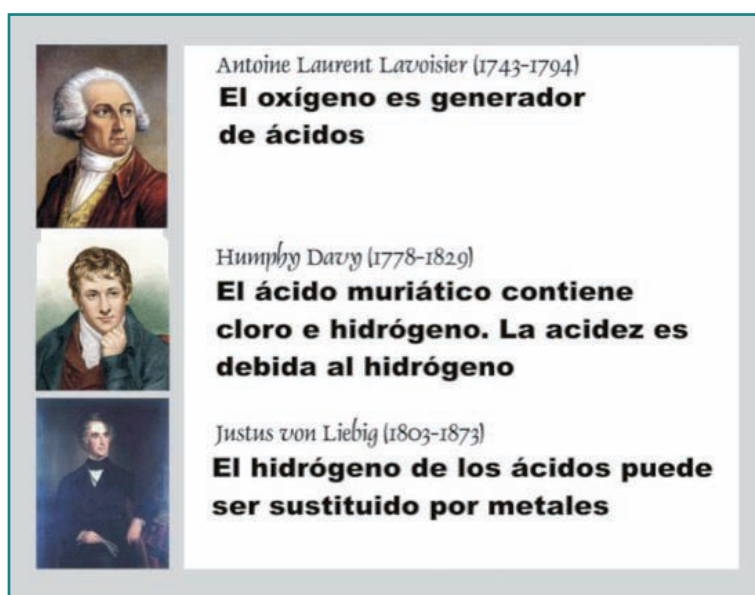 Antoine Laurent Lavoisier (1743-1794)
El oxígeno es generador
de ácidos
Humphy Davy (1778-1829)
El ácido muriático contiene
cloro e hidrógeno. La acidez es
debida al hidrógeno
Justus von Liebig (1803-1873)
El hidrógeno de los ácidos puede
ser sustituido por metales